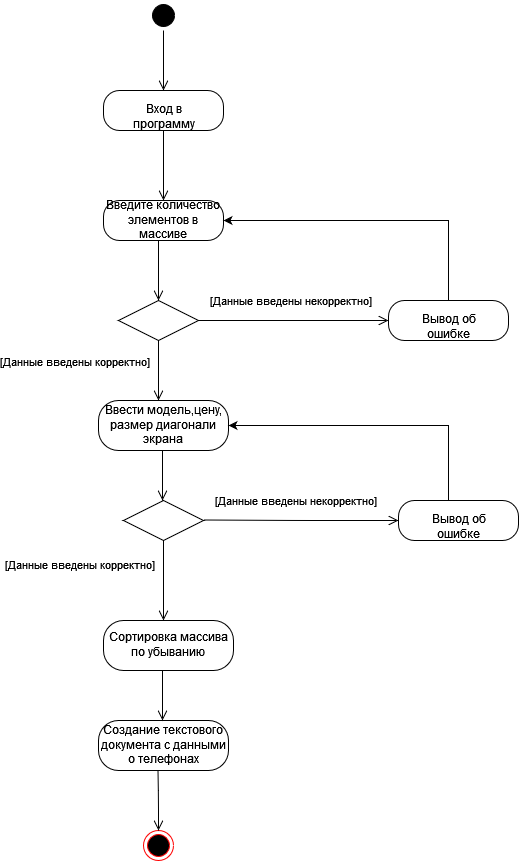 Вход в
программу
Введите количество
элементов в
массиве
[Данные введены некорректно]
Вывод об
ошибке
[Данные введены корректно]
Ввести модель,цену,
размер диагонали
экрана
[Данные введены некорректно]
Вывод об
ошибке
[Данные введены корректно]
Сортировка массива
по убыванию
Создание текстового
документа с данными
о телефонах